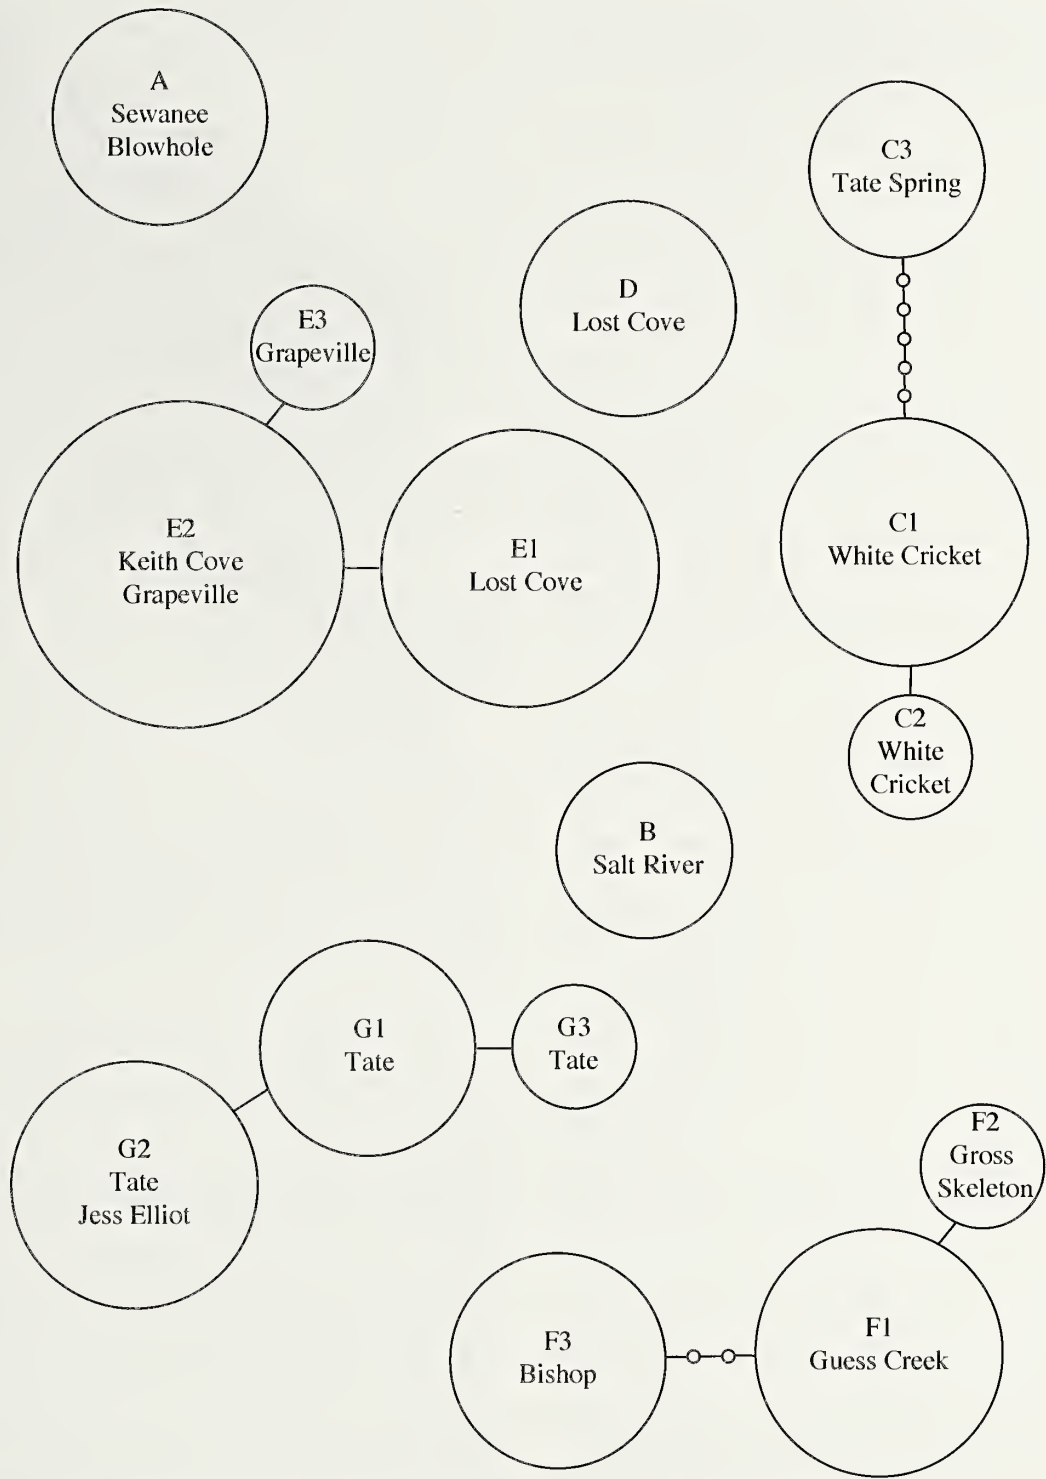 A
Sewanee
Blowhole
C3
Tate Spring
D
Lost Cove
E3
Grapeville
E2
Keith Cove
Grapeville
E1
Lost Cove
C1
White Cricket
C2
White
Cricket
B
Salt River
G1
Tate
G3
Tate
G2
Tate
Jess Elliot
F2
Gross
Skeleton
F3
Bishop
F1
Guess Creek